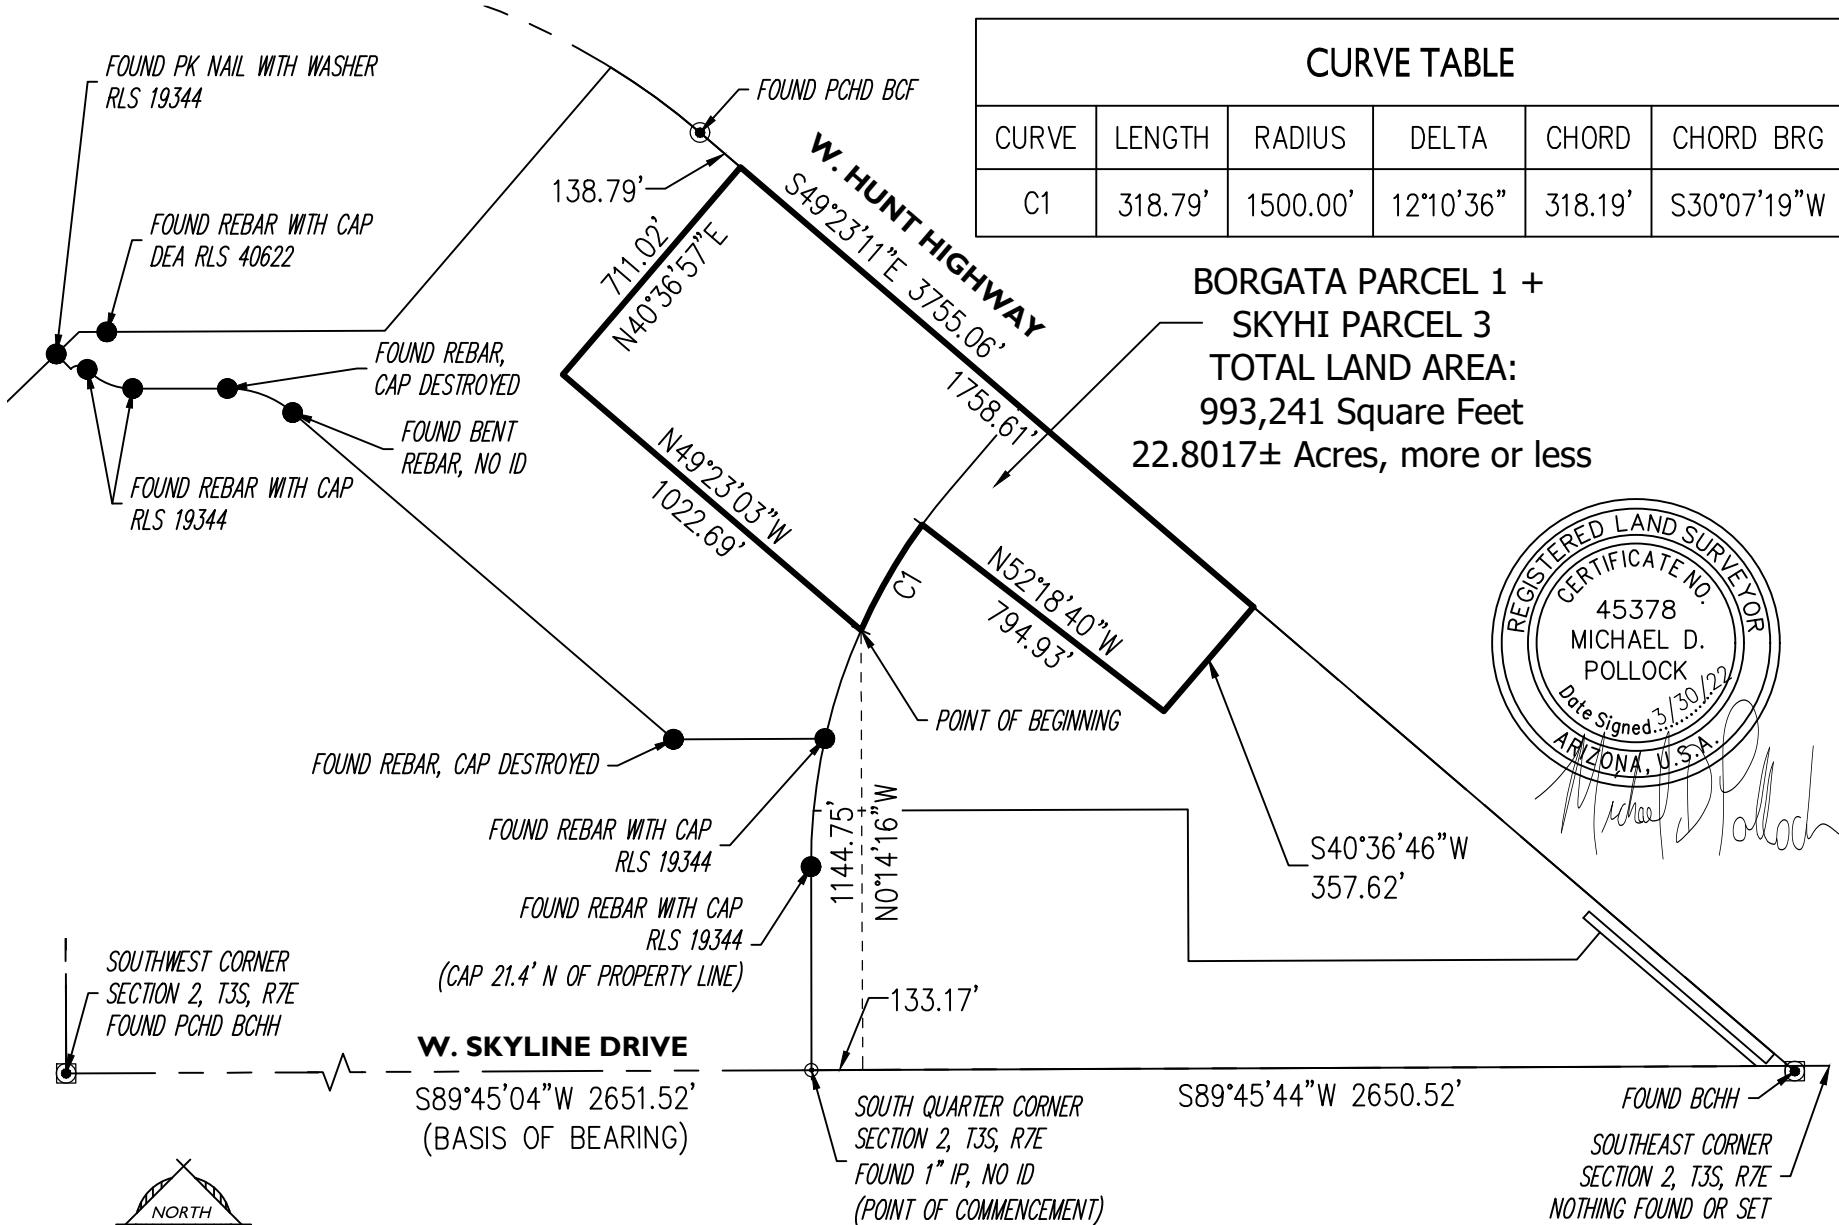 FOUND PK NAIL WITH WASHER
RLS 19344
FOUND PCHD BCF
CURVE TABLE
CURVE LENGTH RADIUS DELTA CHORD CHORD BRG
C1 318.79' 1500.00' 12°10'36" 318.19' S30°07'19"W
138.79'
W. HUNT HIGHWAY
S49°23'11"E 3755.06'
1758.61'
711.02'
N40°36'57"E
FOUND REBAR WITH CAP
DEA RLS 40622
FOUND REBAR,
CAP DESTROYED
FOUND BENT
REBAR, NO ID
FOUND REBAR WITH CAP
RLS 19344
BORGATA PARCEL 1 +
SKYHI PARCEL 3
TOTAL LAND AREA:
993,241 Square Feet
22.8017± Acres, more or less
N49°23'03"W
1022.69'
C1
N52°18'40"W
794.93'
REGISTERED LAND SURVEYOR
CERTIFICATE NO.
45378
MICHAEL D.
POLLOCK
Date Signed 3/30/22
ARIZONA, U.S.A.
Michael D Pollock
POINT OF BEGINNING
FOUND REBAR, CAP DESTROYED
FOUND REBAR WITH CAP
RLS 19344
1144.75'
N0°14'16"W
S40°36'46"W
357.62'
FOUND REBAR WITH CAP
RLS 19344
(CAP 21.4' N OF PROPERTY LINE)
SOUTHWEST CORNER
SECTION 2, T3S, R7E
FOUND PCHD BCHH
133.17'
W. SKYLINE DRIVE
S89°45'04"W 2651.52'
(BASIS OF BEARING)
S89°45'44"W 2650.52'
SOUTH QUARTER CORNER
SECTION 2, T3S, R7E
FOUND 1" IP, NO ID
(POINT OF COMMENCEMENT)
FOUND BCHH
SOUTHEAST CORNER
SECTION 2, T3S, R7E
NOTHING FOUND OR SET
NORTH